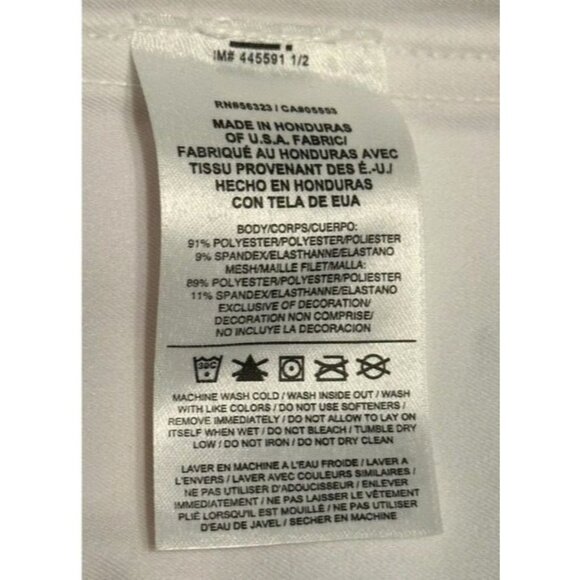 IM# 445591 1/2
RN#56323 / CA#05553
MADE IN HONDURAS
OF U.S.A. FABRIC/
FABRIQUÉ AU HONDURAS AVEC
TISSU PROVENANT DES É.-U./
HECHO EN HONDURAS
CON TELA DE EUA
BODY/CORPS/CUERPO:
91% POLYESTER/POLYESTER/POLIESTER
9% SPANDEX/ELASTHANNE/ELASTANO
MESH/MAILLE FILET/MALLA:
89% POLYESTER/POLYESTER/POLIESTER
11% SPANDEX/ELASTHANNE/ELASTANO
EXCLUSIVE OF DECORATION/
DECORATION NON COMPRISE/
NO INCLUYE LA DECORACION
30C
MACHINE WASH COLD / WASH INSIDE OUT / WASH
WITH LIKE COLORS / DO NOT USE SOFTENERS /
REMOVE IMMEDIATELY / DO NOT ALLOW TO LAY ON
ITSELF WHEN WET / DO NOT BLEACH / TUMBLE DRY
LOW / DO NOT IRON / DO NOT DRY CLEAN
LAVER EN MACHINE A L'EAU FROIDE / LAVER A
L'ENVERS / LAVER AVEC COULEURS SIMILAIRES /
N'UTILISER D'ADOUCISSEUR / ENLEVER
IMMEDIATEMENT / NE PAS LAISSER LE VÊTEMENT
PLIÉ LORSQU'IL EST MOUILLÉ / NE PAS UTILISER
D'EAU DE JAVEL / SECHER EN MACHINE